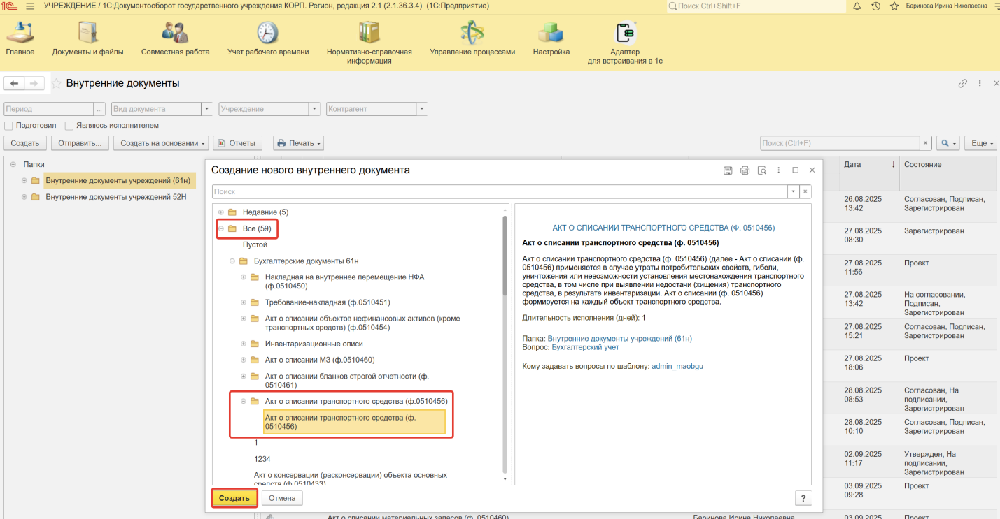 1С УЧРЕЖДЕНИЕ / 1С:Документооборот государственного учреждения КОРП. Регион, редакция 2.1 (2.1.36.3.4) (1С:Предприятие)
Поиск Ctrl+Shift+F
Баринова Ирина Николаевна
Главное
Документы и файлы
Совместная работа
Учет рабочего времени
Нормативно-справочная
информация
Управление процессами
Настройка
Адаптер
для встраивания в 1с
Внутренние документы
Период ...
Вид документа
Учреждение
Контрагент
Подготовил
Являюсь исполнителем
Создать
Отправить...
Создать на основании
Отчеты
Печать
Поиск (Ctrl+F)
Еще
Папки
Внутренние документы учреждений (61н)
Внутренние документы учреждений 52Н
Создание нового внутреннего документа
Поиск
Недавние (5)
Все (59)
Пустой
Бухгалтерские документы 61н
Накладная на внутреннее перемещение НФА
(ф.0510450)
Требование-накладная (ф.0510451)
Акт о списании объектов нефинансовых активов (кроме
транспортных средств) (ф.0510454)
Инвентаризационные описи
Акт о списании МЗ (ф.0510460)
Акт о списании бланков строгой отчетности (ф.
0510461)
Акт о списании транспортного средства (ф.0510456)
Акт о списании транспортного средства (ф.
0510456)
1
1234
Акт о консервации (расконсервации) объекта основных
средств (ф.0510433)
Создать
Отмена
?
АКТ О СПИСАНИИ ТРАНСПОРТНОГО СРЕДСТВА (Ф. 0510456)
Акт о списании транспортного средства (ф. 0510456)
Акт о списании транспортного средства (ф. 0510456) (далее - Акт о списании (ф.
0510456) применяется в случае утраты потребительских свойств, гибели,
уничтожения или невозможности установления местонахождения транспортного
средства, в том числе при выявлении недостачи (хищения) транспортного
средства, в результате инвентаризации. Акт о списании (ф. 0510456)
формируется на каждый объект транспортного средства.
Длительность исполнения (дней): 1
Папка: Внутренние документы учреждений (61н)
Вопрос: Бухгалтерский учет
Кому задавать вопросы по шаблону: admin_maobgu
Дата ↓ Состояние
26.08.2025
13:42
Согласован, Подписан,
Зарегистрирован
27.08.2025
08:30
Зарегистрирован
27.08.2025
11:56
Проект
27.08.2025
13:42
На согласовании,
Подписан,
Зарегистрирован
27.08.2025
15:21
Согласован, Подписан,
Зарегистрирован
27.08.2025
18:06
Проект
28.08.2025
08:53
Согласован, На
подписании,
Зарегистрирован
28.08.2025
10:10
Согласован, Подписан,
Зарегистрирован
02.09.2025
11:17
Утвержден, На
подписании,
Зарегистрирован
03.09.2025
09:28
Проект
Акт о списании материальных запасов (ф. 0510460)
Баринова Ирина Николаевна
03.09.2025
Проект